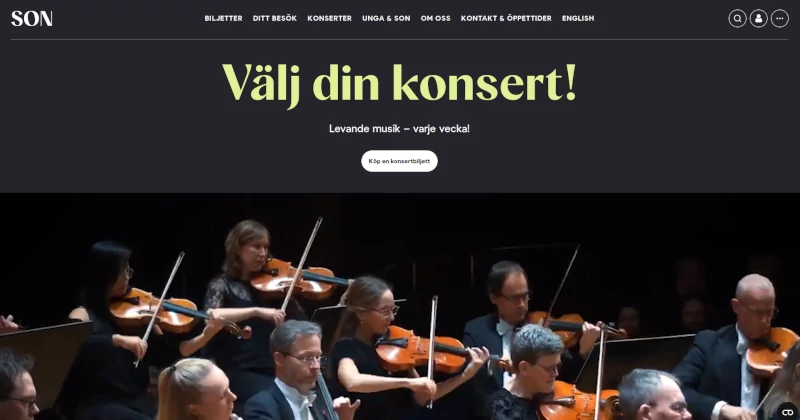 SON
BILJETTER DITT BESÖK KONSERTER UNGA & SON OM OSS KONTAKT & ÖPPETTIDER ENGLISH
Välj din konsert!
Levande musik – varje vecka!
Köp en konsertbiljett